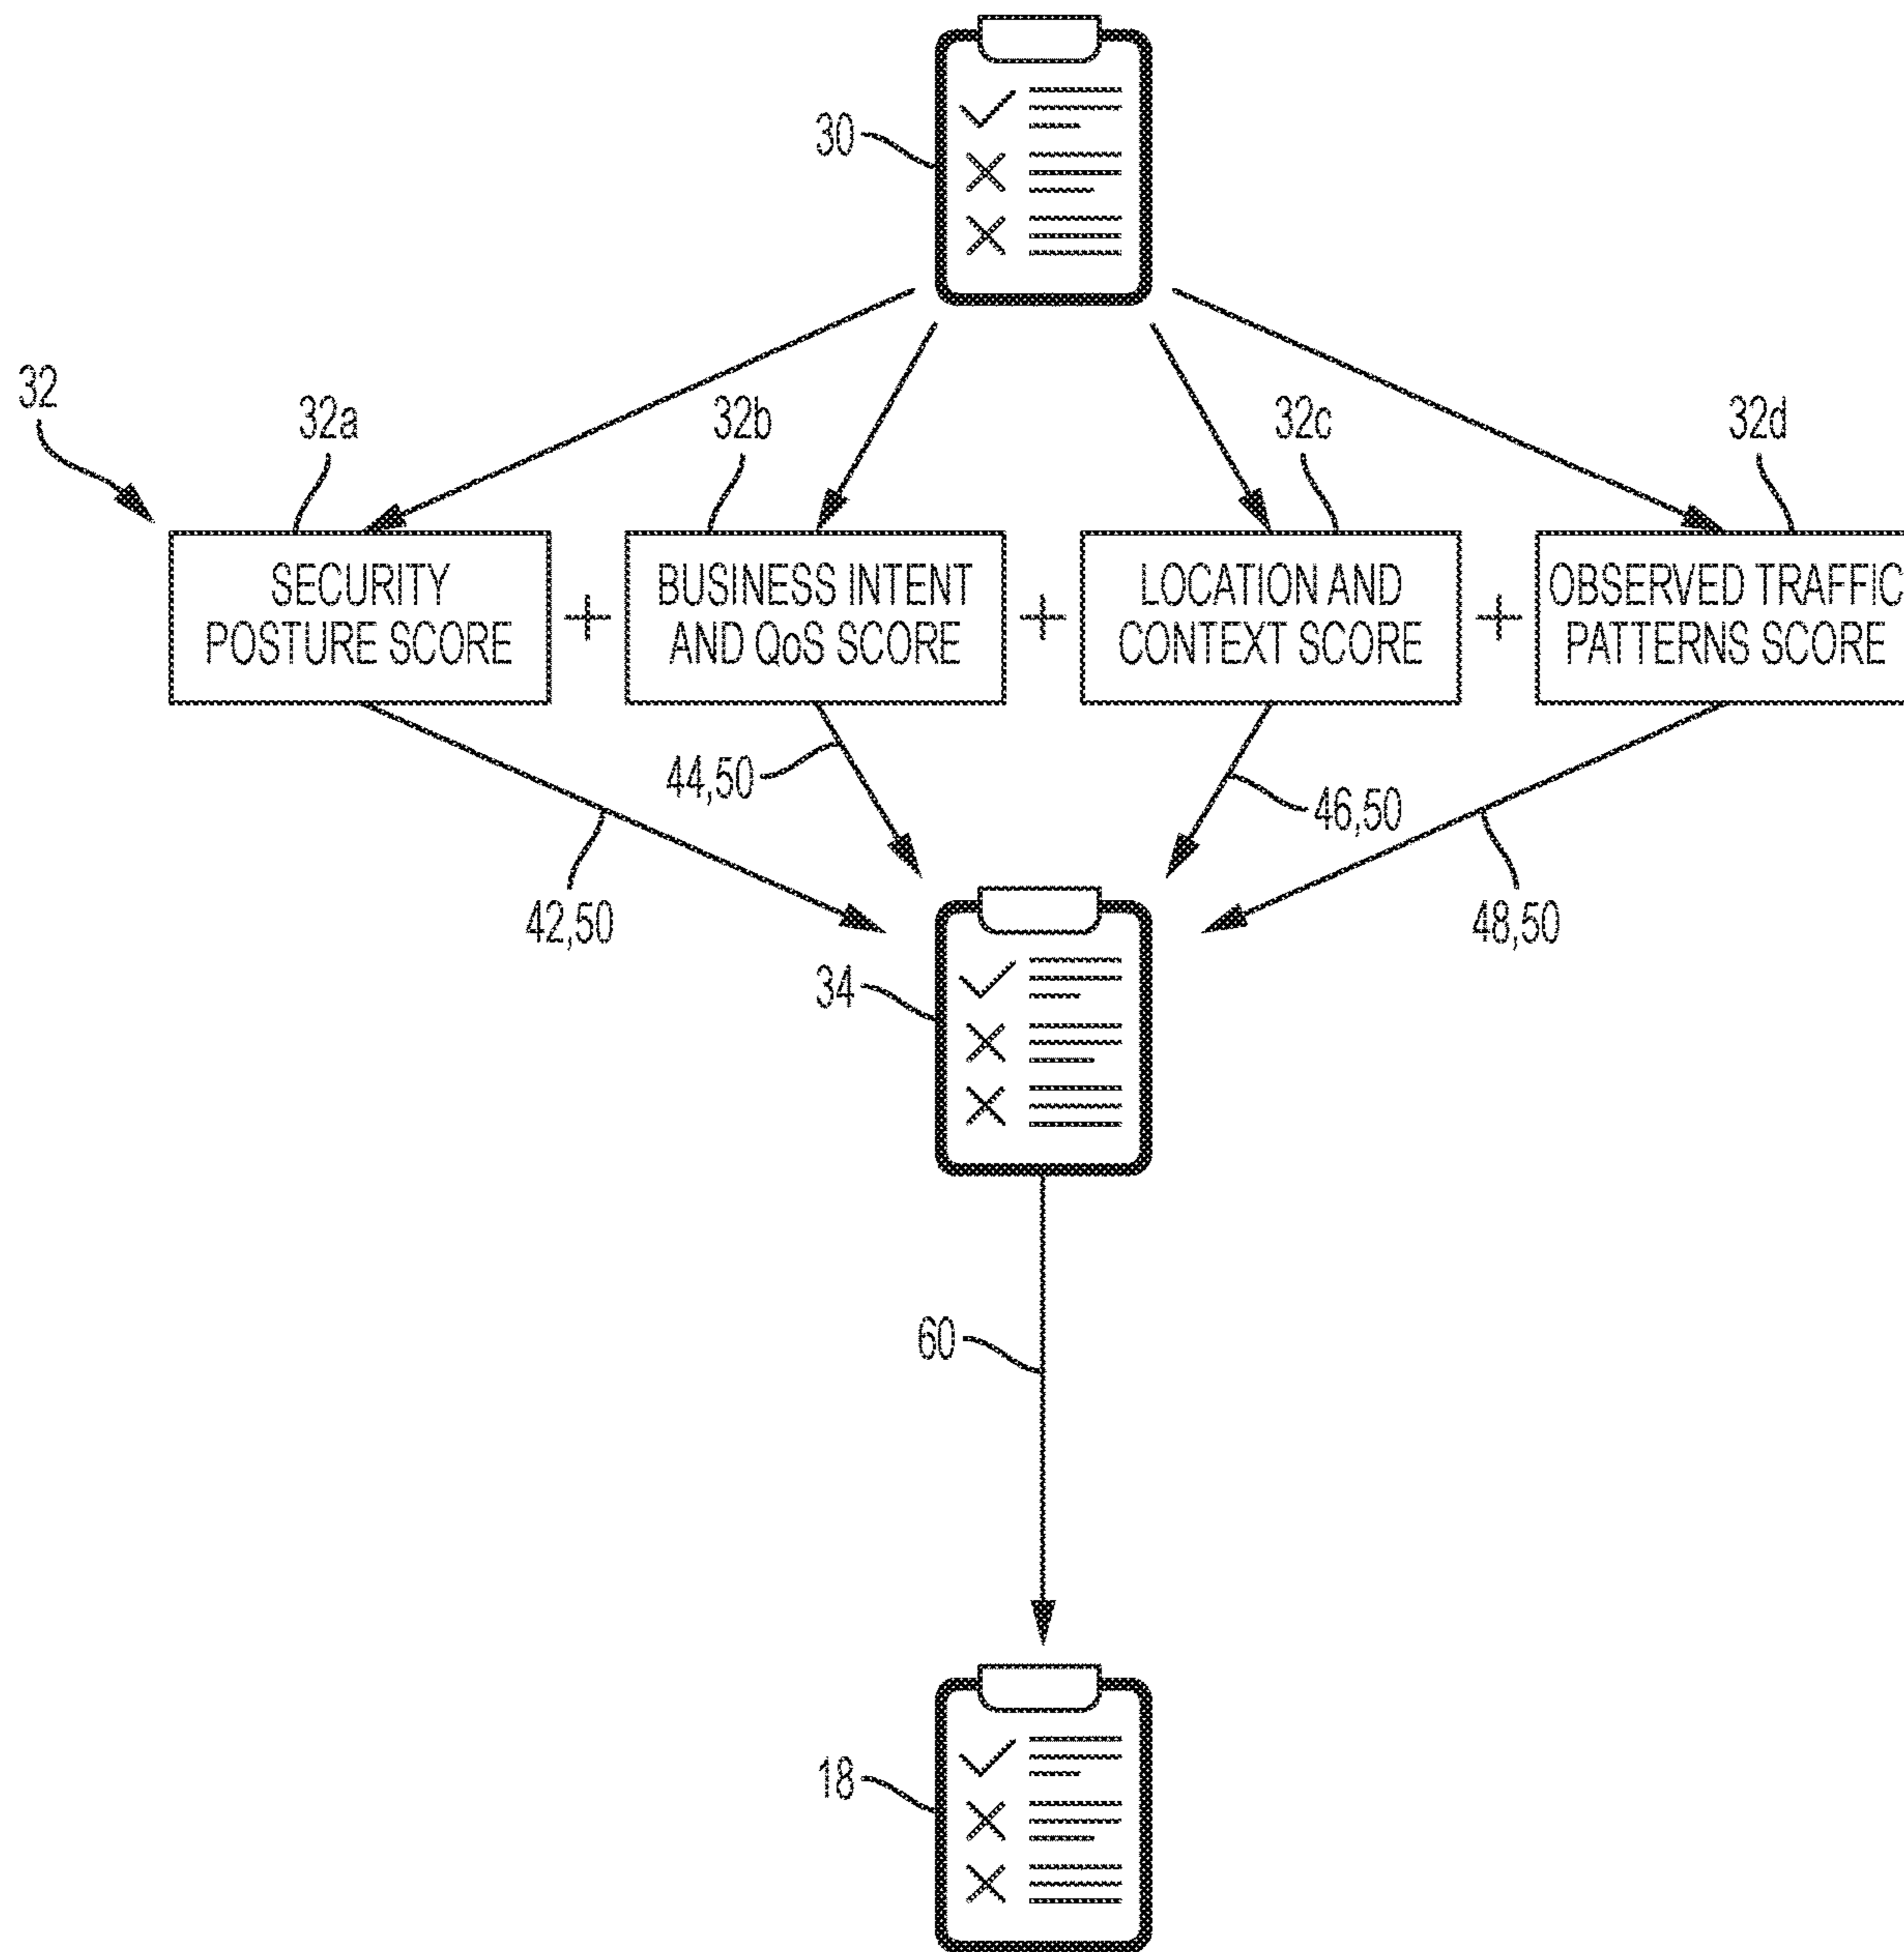 30
32
32a
32b
32c
32d
SECURITY
POSTURE SCORE
+
BUSINESS INTENT
AND QoS SCORE
+
LOCATION AND
CONTEXT SCORE
+
OBSERVED TRAFFIC
PATTERNS SCORE
44,50
46,50
42,50
48,50
34
60
18